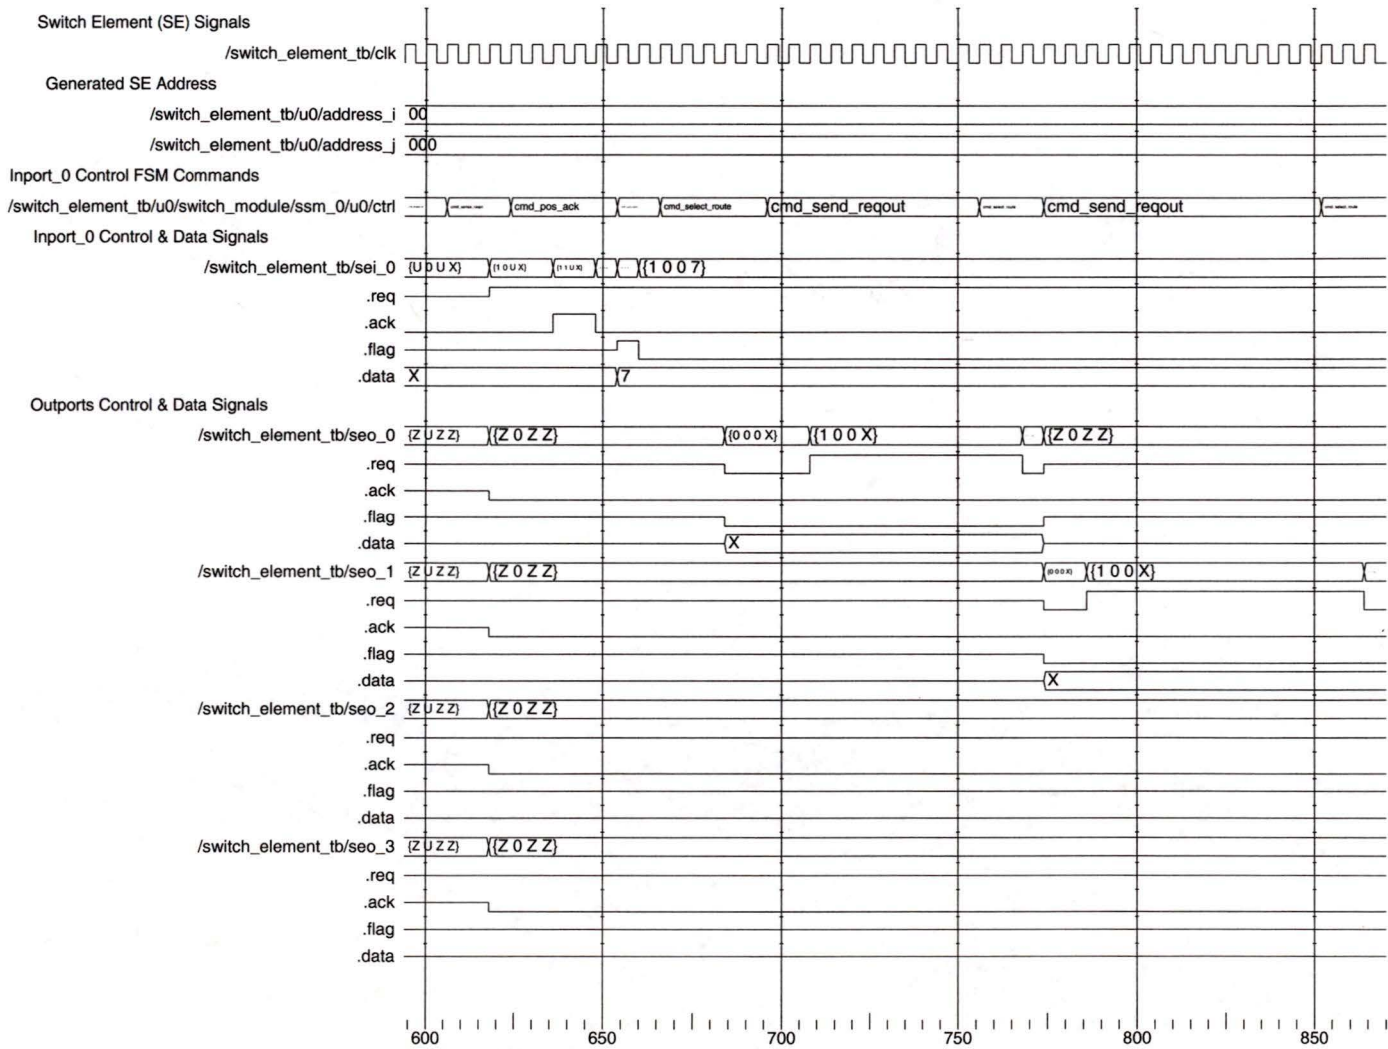 Switch Element (SE) Signals
/switch_element_tb/clk
Generated SE Address
/switch_element_tb/u0/address_i 00
/switch_element_tb/u0/address_j 000
Inport_0 Control FSM Commands
/switch_element_tb/u0/switch_module/ssm_0/u0/ctrl cmd_pos_ack cmd_select_route cmd_send_reqout cmd_select_route cmd_send_reqout cmd_select_route
Inport_0 Control & Data Signals
/switch_element_tb/sei_0 {U 0 U X} {1 0 U X} {1 1 U X} {1 0 0 7}
.req
.ack
.flag
.data X 7
Outports Control & Data Signals
/switch_element_tb/seo_0 {Z U Z Z} {Z 0 Z Z} {0 0 0 X} {1 0 0 X} {Z 0 Z Z}
.req
.ack
.flag
.data X
/switch_element_tb/seo_1 {Z U Z Z} {Z 0 Z Z} {0 0 0 X} {1 0 0 X}
.req
.ack
.flag
.data X
/switch_element_tb/seo_2 {Z U Z Z} {Z 0 Z Z}
.req
.ack
.flag
.data
/switch_element_tb/seo_3 {Z U Z Z} {Z 0 Z Z}
.req
.ack
.flag
.data
600 650 700 750 800 850